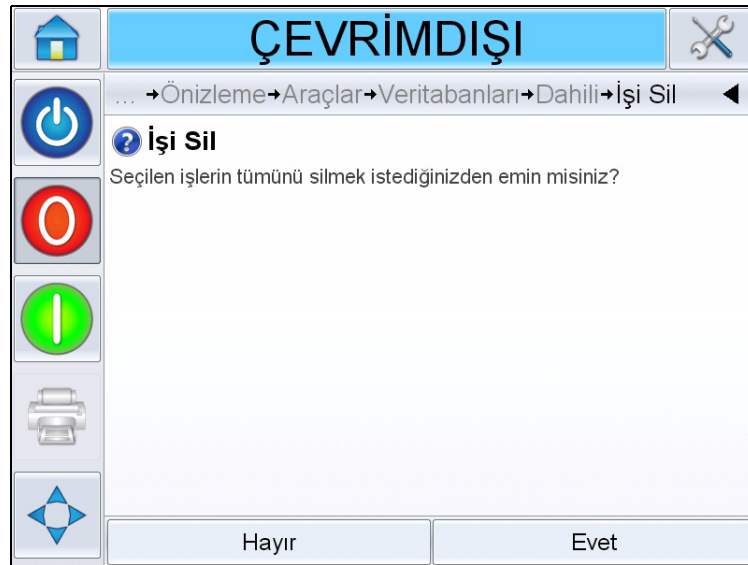 ÇEVRİMDIŞI
... →Önizleme→Araçlar→Veritabanları→Dahili→İşi Sil
İşi Sil
Seçilen işlerin tümünü silmek istediğinizden emin misiniz?
Hayır
Evet